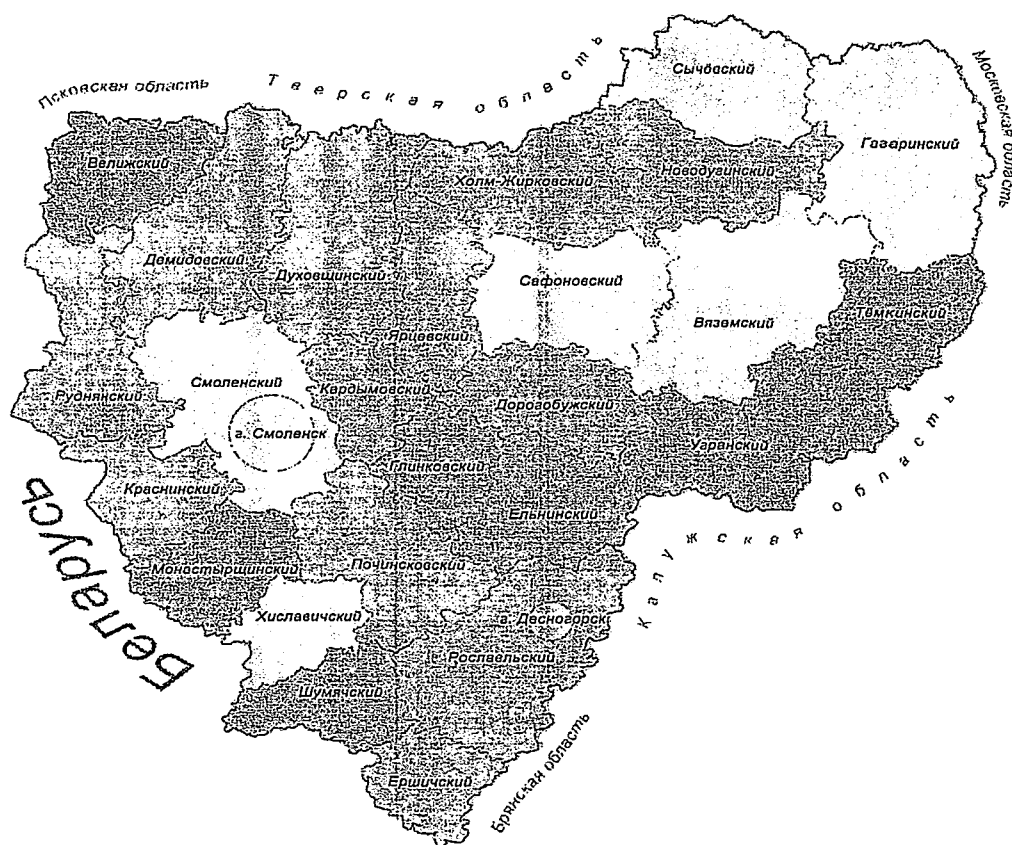 Псковская область
Тверская область
Московская область
Сычёвский
Гагаринский
Велижский
Холм-Жирковский
Новодугинский
Демидовский
Духовщинский
Сафоновский
Вяземский
Тёмкинский
Ярцевский
Смоленский
Кардымовский
Руднянский
Дорогобужский
г. Смоленск
Угранский
Глинковский
Краснинский
Ельнинский
Калужская область
Беларусь
Монастырщинский
Починсковский
Хиславичский
г. Десногорск
Рославльский
Шумячский
Брянская область
Ершичский